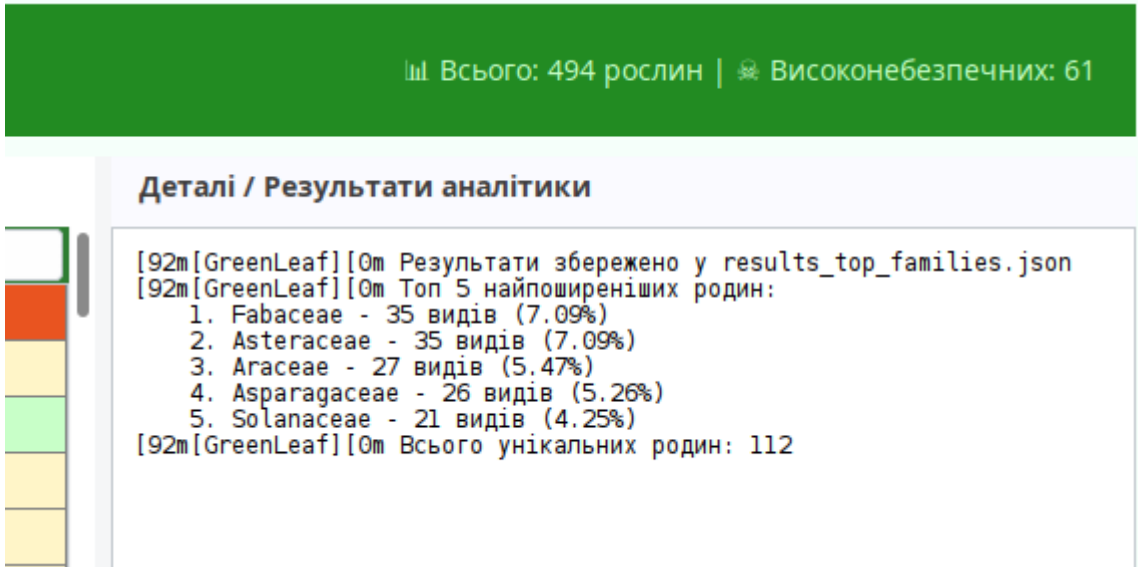 📊 Всього: 494 рослин | ☠ Високонебезпечних: 61
Деталі / Результати аналітики
[92m[GreenLeaf][0m Результати збережено у results_top_families.json
[92m[GreenLeaf][0m Топ 5 найпоширеніших родин:
1. Fabaceae - 35 видів (7.09%)
2. Asteraceae - 35 видів (7.09%)
3. Araceae - 27 видів (5.47%)
4. Asparagaceae - 26 видів (5.26%)
5. Solanaceae - 21 видів (4.25%)
[92m[GreenLeaf][0m Всього унікальних родин: 112